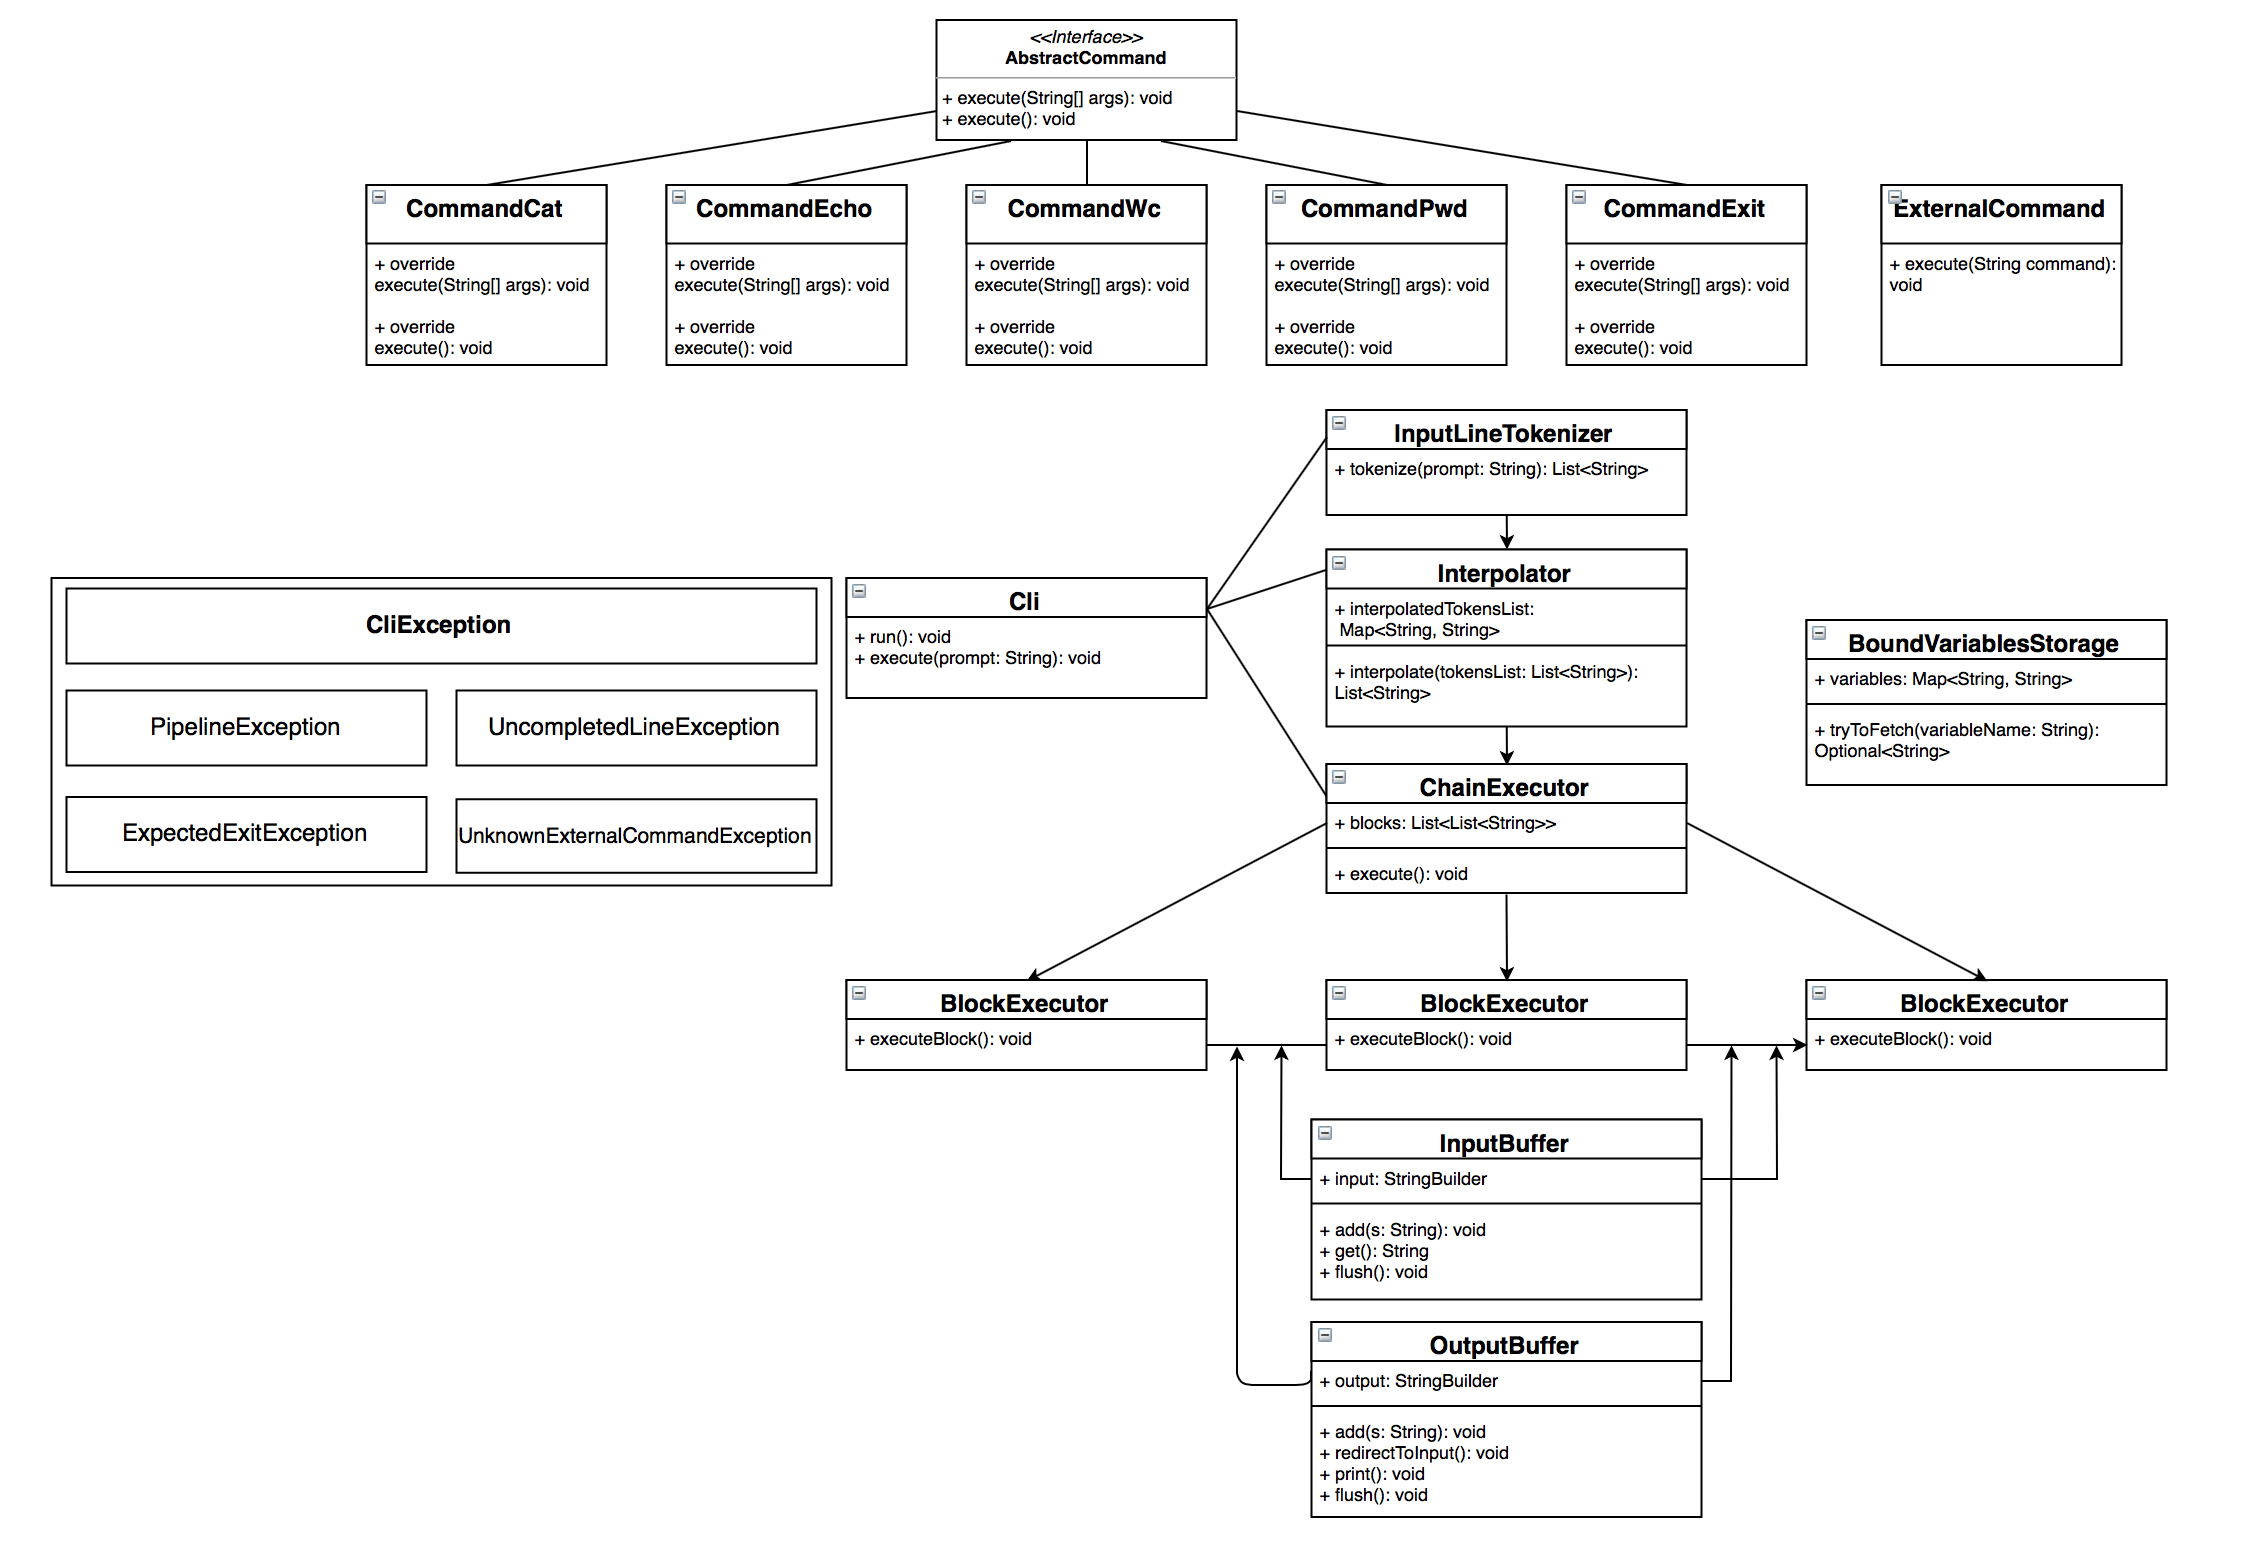 <<Interface>>
AbstractCommand
+ execute(String[] args): void
+ execute(): void
CommandCat
+ override
execute(String[] args): void
+ override
execute(): void
CommandEcho
+ override
execute(String[] args): void
+ override
execute(): void
CommandWc
+ override
execute(String[] args): void
+ override
execute(): void
CommandPwd
+ override
execute(String[] args): void
+ override
execute(): void
CommandExit
+ override
execute(String[] args): void
+ override
execute(): void
ExternalCommand
+ execute(String command):
void
InputLineTokenizer
+ tokenize(prompt: String): List<String>
CliException
PipelineException
UncompletedLineException
ExpectedExitException
UnknownExternalCommandException
Cli
+ run(): void
+ execute(prompt: String): void
Interpolator
+ interpolatedTokensList:
Map<String, String>
+ interpolate(tokensList: List<String>):
List<String>
BoundVariablesStorage
+ variables: Map<String, String>
+ tryToFetch(variableName: String):
Optional<String>
ChainExecutor
+ blocks: List<List<String>>
+ execute(): void
BlockExecutor
+ executeBlock(): void
BlockExecutor
+ executeBlock(): void
BlockExecutor
+ executeBlock(): void
InputBuffer
+ input: StringBuilder
+ add(s: String): void
+ get(): String
+ flush(): void
OutputBuffer
+ output: StringBuilder
+ add(s: String): void
+ redirectToInput(): void
+ print(): void
+ flush(): void